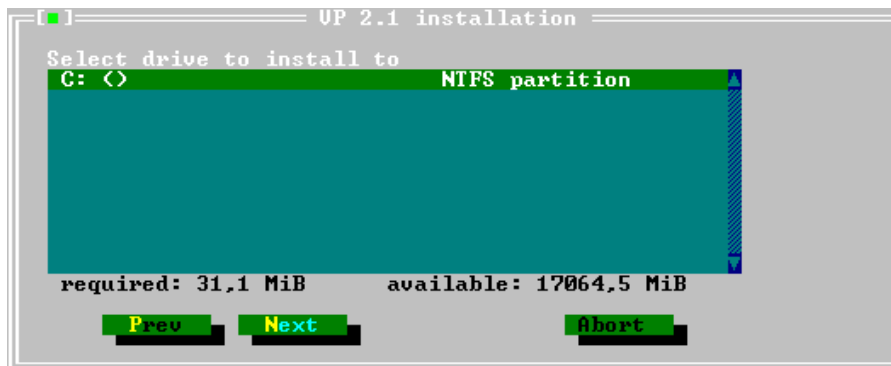 VP 2.1 installation
Select drive to install to
C: () NTFS partition
required: 31,1 MiB available: 17064,5 MiB
Prev Next Abort